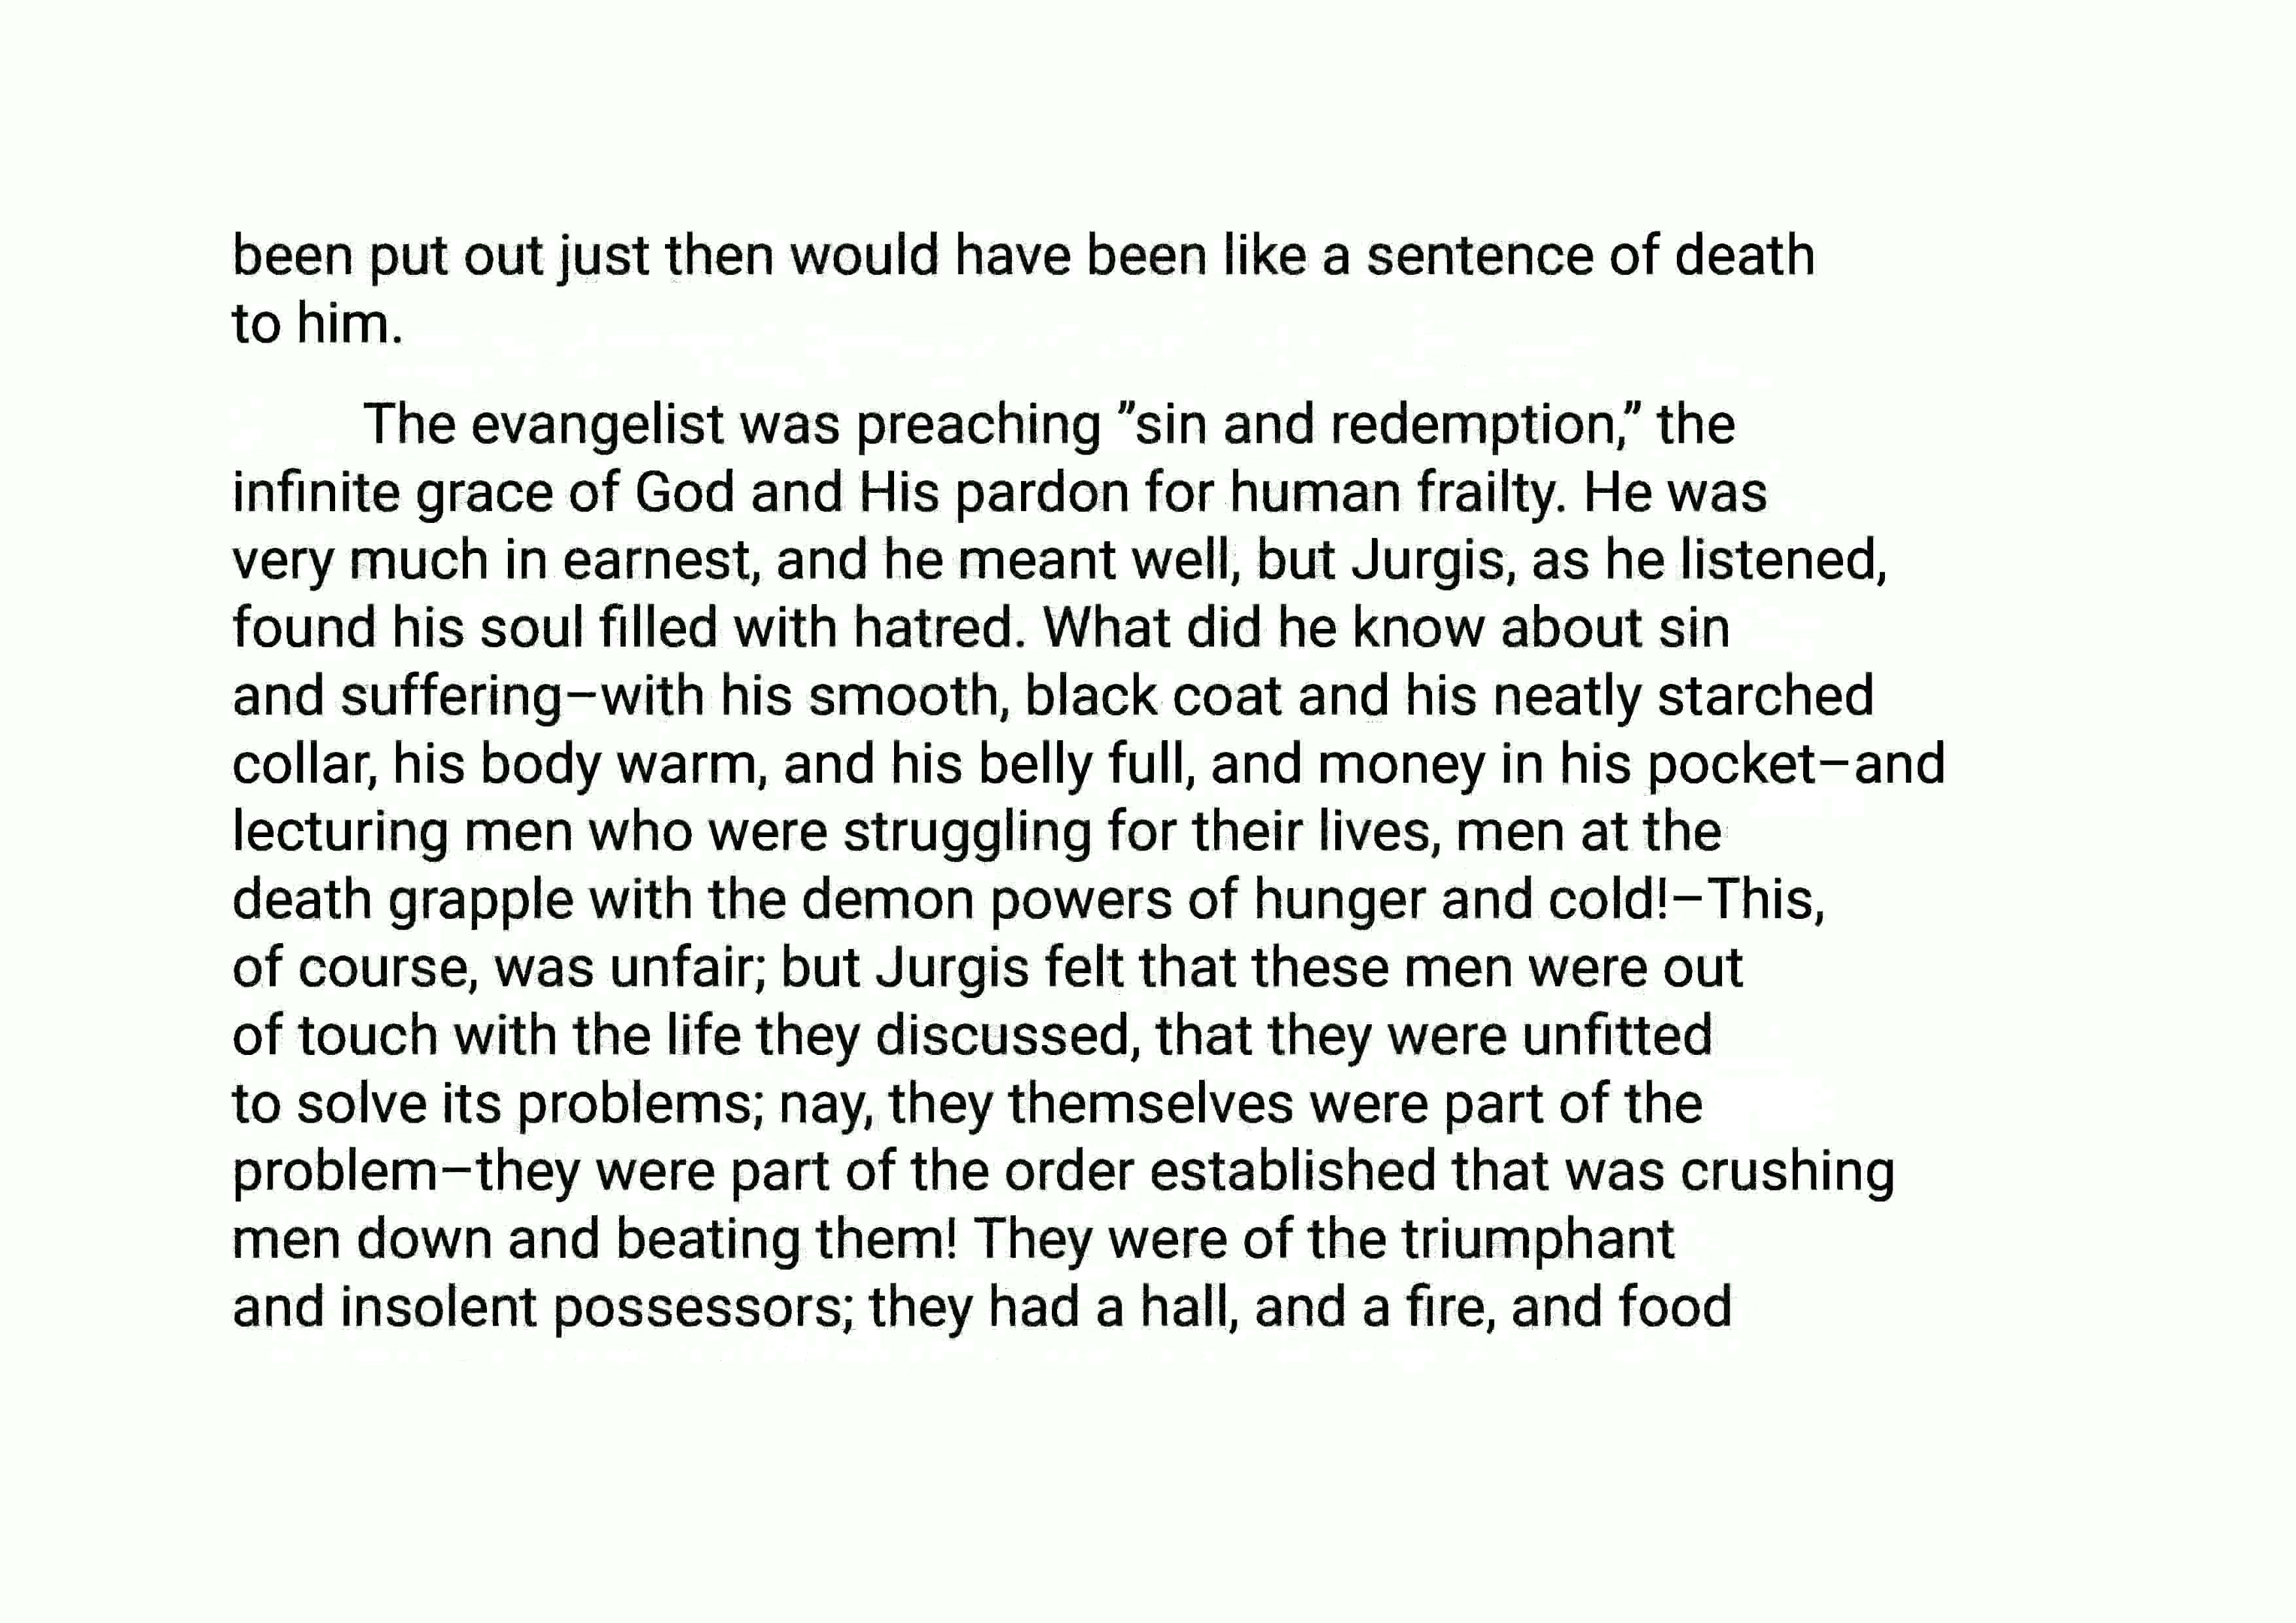 been put out just then would have been like a sentence of death
to him.
The evangelist was preaching ”sin and redemption,” the
infinite grace of God and His pardon for human frailty. He was
very much in earnest, and he meant well, but Jurgis, as he listened,
found his soul filled with hatred. What did he know about sin
and suffering–with his smooth, black coat and his neatly starched
collar, his body warm, and his belly full, and money in his pocket–and
lecturing men who were struggling for their lives, men at the
death grapple with the demon powers of hunger and cold!–This,
of course, was unfair; but Jurgis felt that these men were out
of touch with the life they discussed, that they were unfitted
to solve its problems; nay, they themselves were part of the
problem–they were part of the order established that was crushing
men down and beating them! They were of the triumphant
and insolent possessors; they had a hall, and a fire, and food